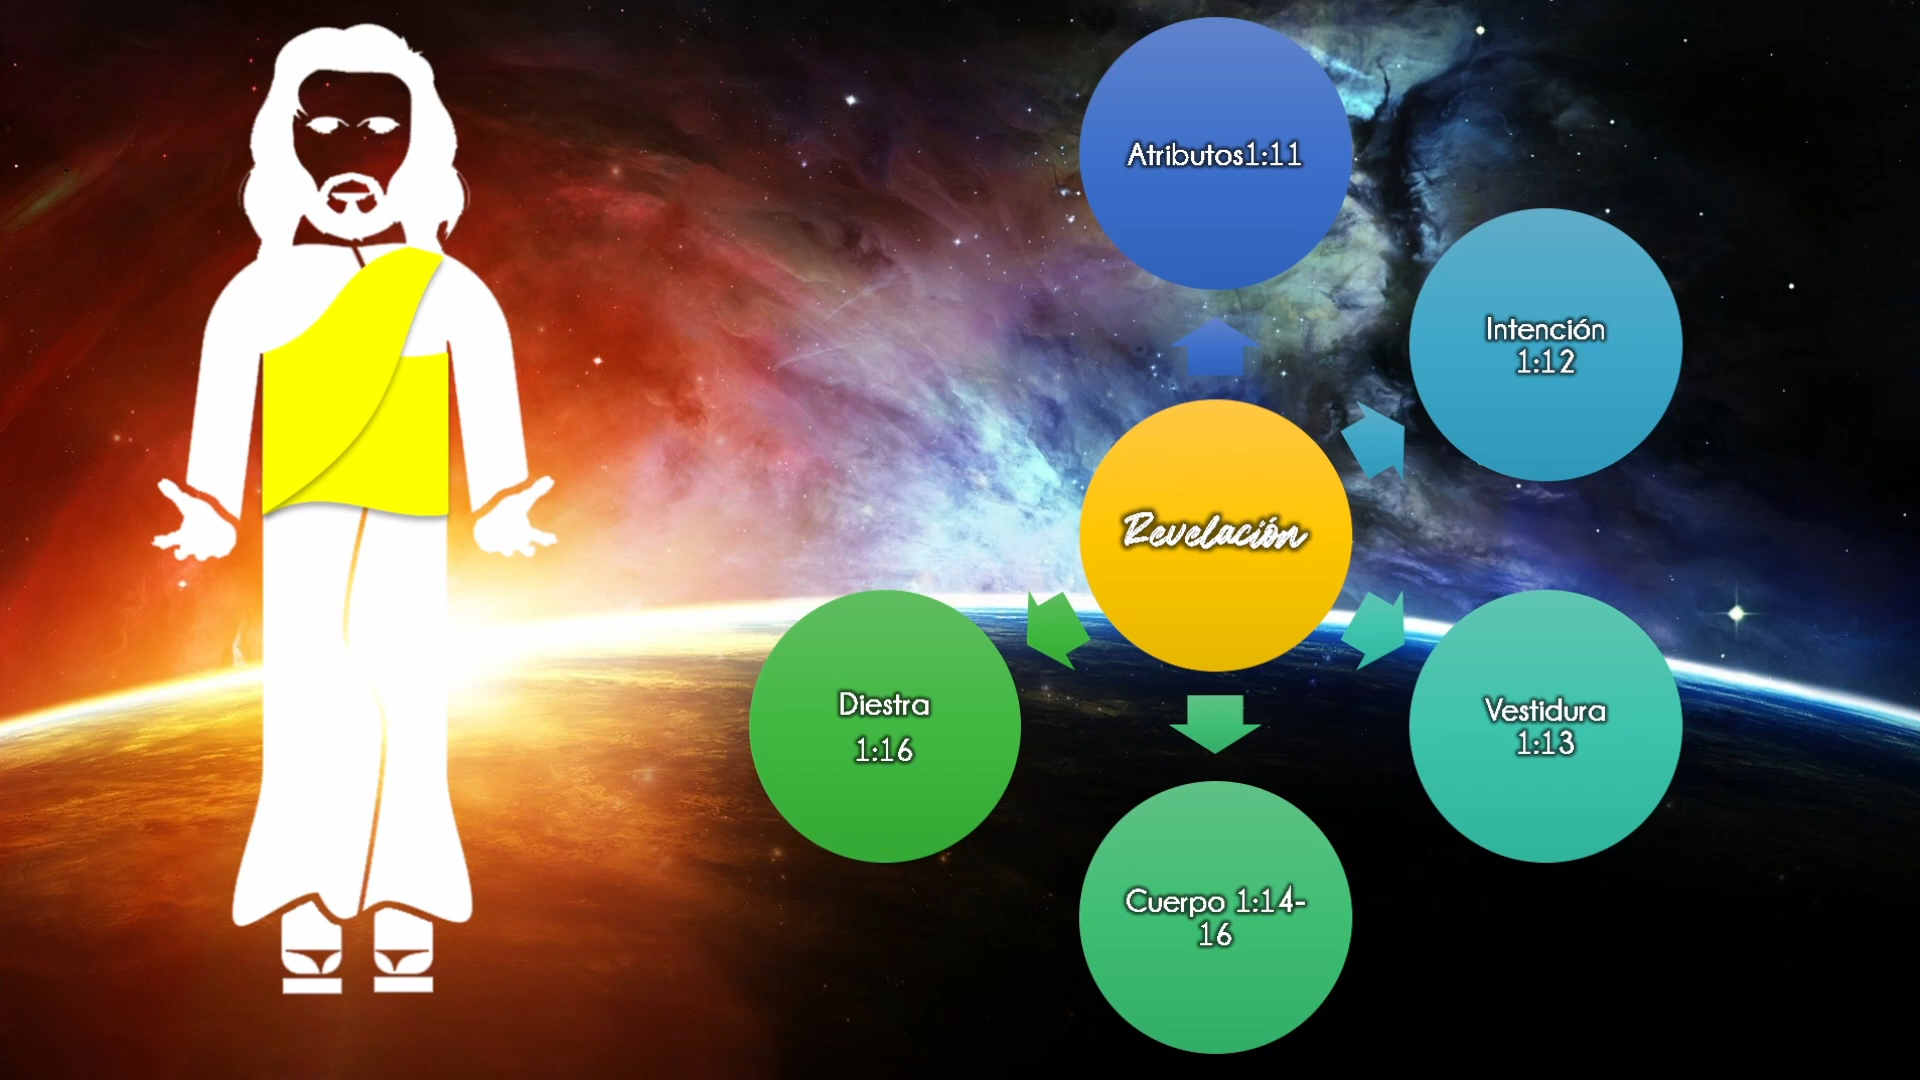 Atributos1:11
Intención
1:12
Revelación
Vestidura
1:13
Cuerpo 1:14-
16
Diestra
1:16